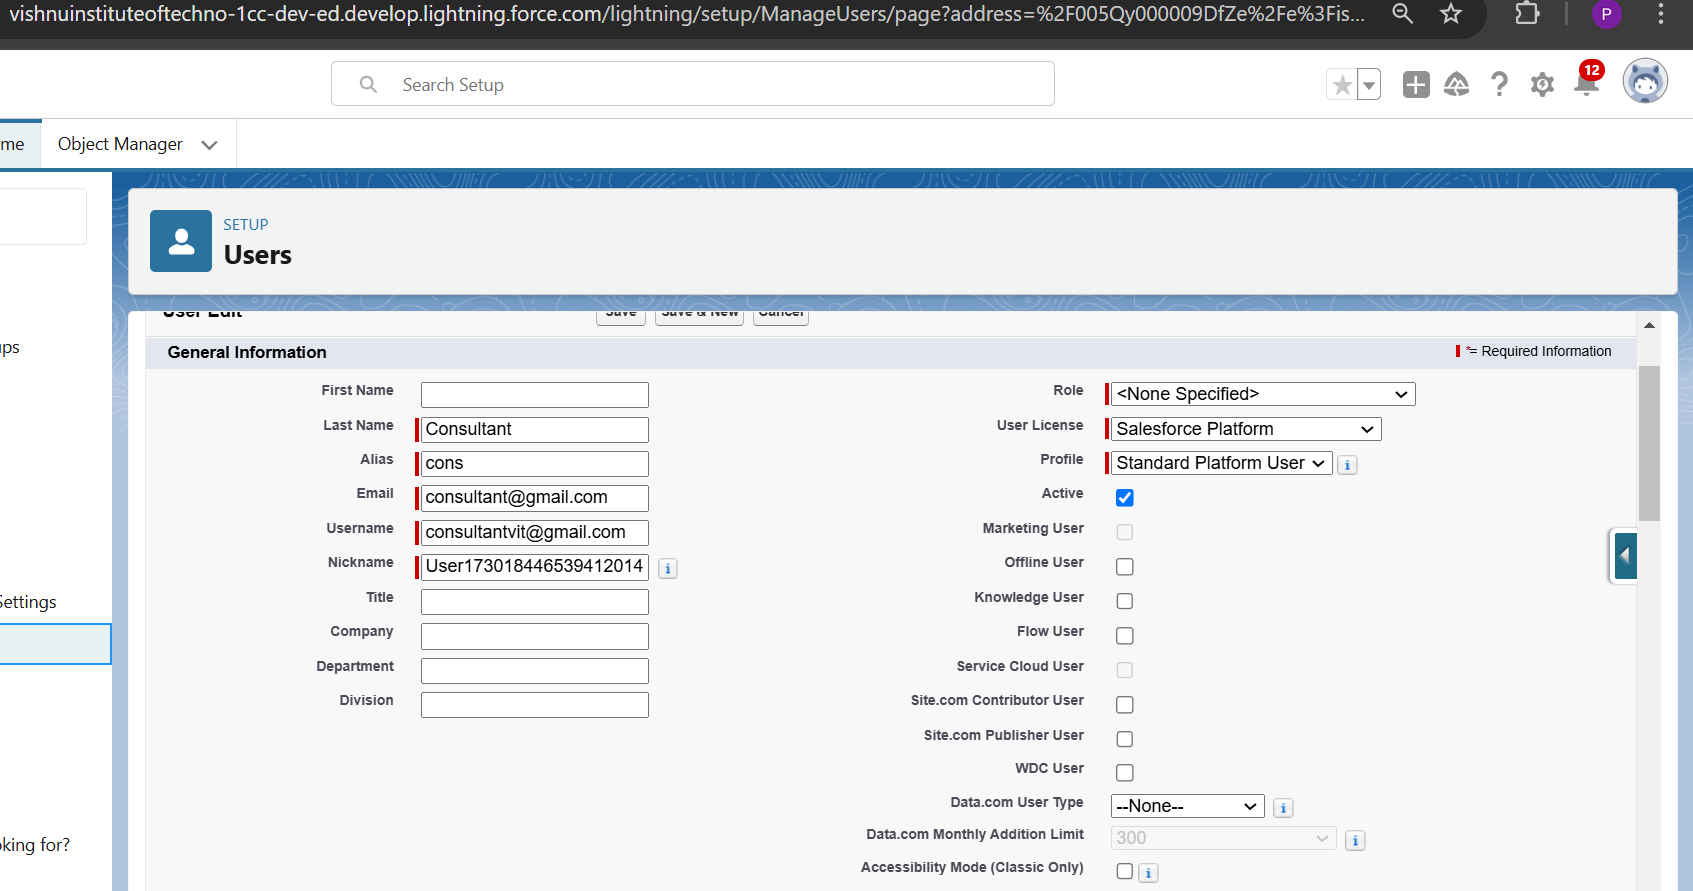 vishnuinstituteoftechno-1cc-dev-ed.develop.lightning.force.com/lightning/setup/ManageUsers/page?address=%2F005Qy000009DfZe%2Fe%3Fis...
P
Search Setup
12
me
Object Manager
SETUP
Users
ps
Settings
king for?
User Edit
Save
Save & New
Cancel
General Information
*= Required Information
First Name
Role
<None Specified>
Last Name
Consultant
User License
Salesforce Platform
Alias
cons
Profile
Standard Platform User
Email
consultant@gmail.com
Active
Username
consultantvit@gmail.com
Marketing User
Nickname
User173018446539412014
Offline User
Title
Knowledge User
Company
Flow User
Department
Service Cloud User
Division
Site.com Contributor User
Site.com Publisher User
WDC User
Data.com User Type
--None--
Data.com Monthly Addition Limit
300
Accessibility Mode (Classic Only)